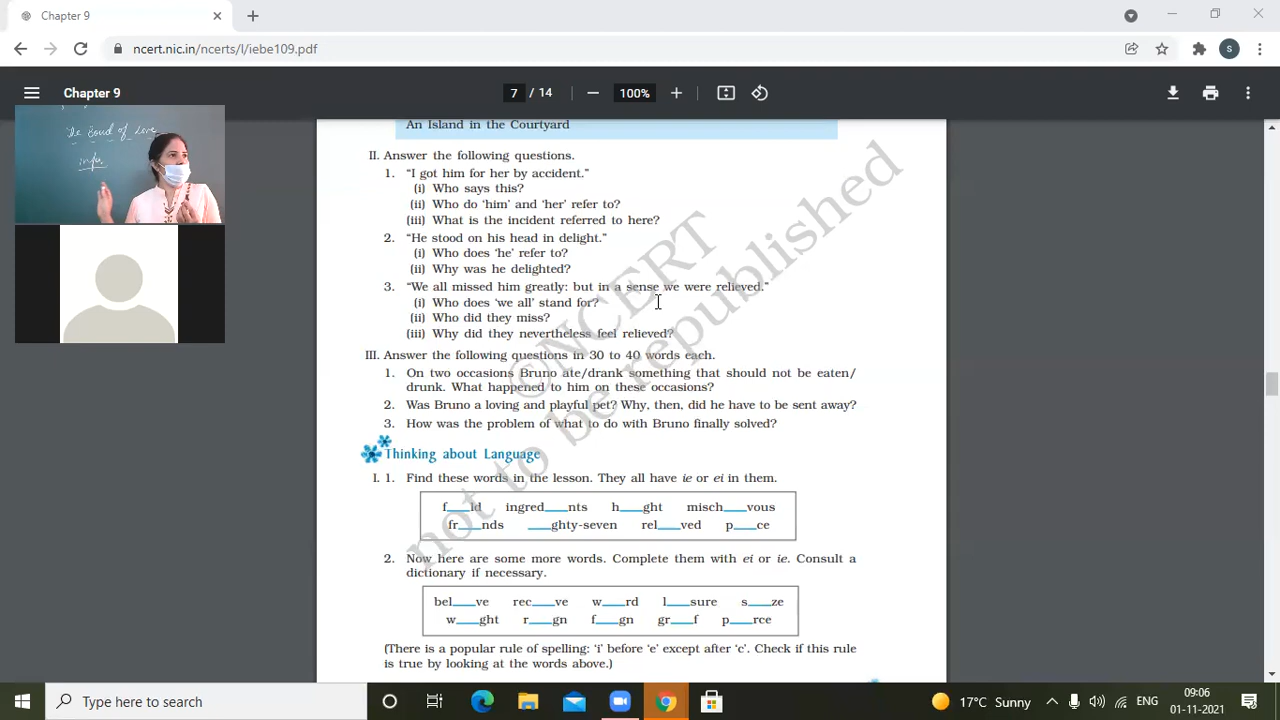 Chapter 9
ncert.nic.in/ncerts/l/iebe109.pdf
S
Chapter 9
7 / 14
100%
of
An Island in the Courtyard
II. Answer the following questions.
1. “I got him for her by accident.”
(i) Who says this?
(ii) Who do ‘him’ and ‘her’ refer to?
(iii) What is the incident referred to here?
2. “He stood on his head in delight.”
(i) Who does ‘he’ refer to?
(ii) Why was he delighted?
3. “We all missed him greatly: but in a sense we were relieved.”
(i) Who does ‘we all’ stand for?
(ii) Who did they miss?
(iii) Why did they nevertheless feel relieved?
III. Answer the following questions in 30 to 40 words each.
1. On two occasions Bruno ate/drank something that should not be eaten/
drunk. What happened to him on these occasions?
2. Was Bruno a loving and playful pet? Why, then, did he have to be sent away?
3. How was the problem of what to do with Bruno finally solved?
Thinking about Language
I. 1. Find these words in the lesson. They all have ie or ei in them.
f___ld ingred___nts h___ght misch___vous
fr___nds ___ghty-seven rel___ved p___ce
2. Now here are some more words. Complete them with ei or ie. Consult a
dictionary if necessary.
bel___ve rec___ve w___rd l___sure s___ze
w___ght r___gn f___gn gr___f p___rce
(There is a popular rule of spelling: ‘i’ before ‘e’ except after ‘c’. Check if this rule
is true by looking at the words above.)
©NCERT
not to be republished
Type here to search
17°C Sunny
ENG
09:06
01-11-2021